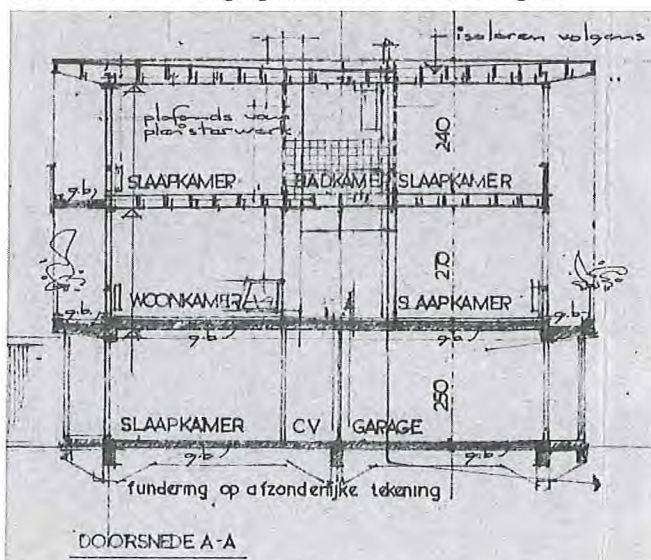 isoleren volgens
plafonds van
pleisterwerk
240
SLAAPKAMER BADKAMER SLAAPKAMER
g.b.
270
WOONKAMER SLAAPKAMER
g.b. g.b.
g.b. g.b.
250
SLAAPKAMER CV GARAGE
g.b. g.b.
fundering op afzonderlijke tekening
DOORSNEDE A-A